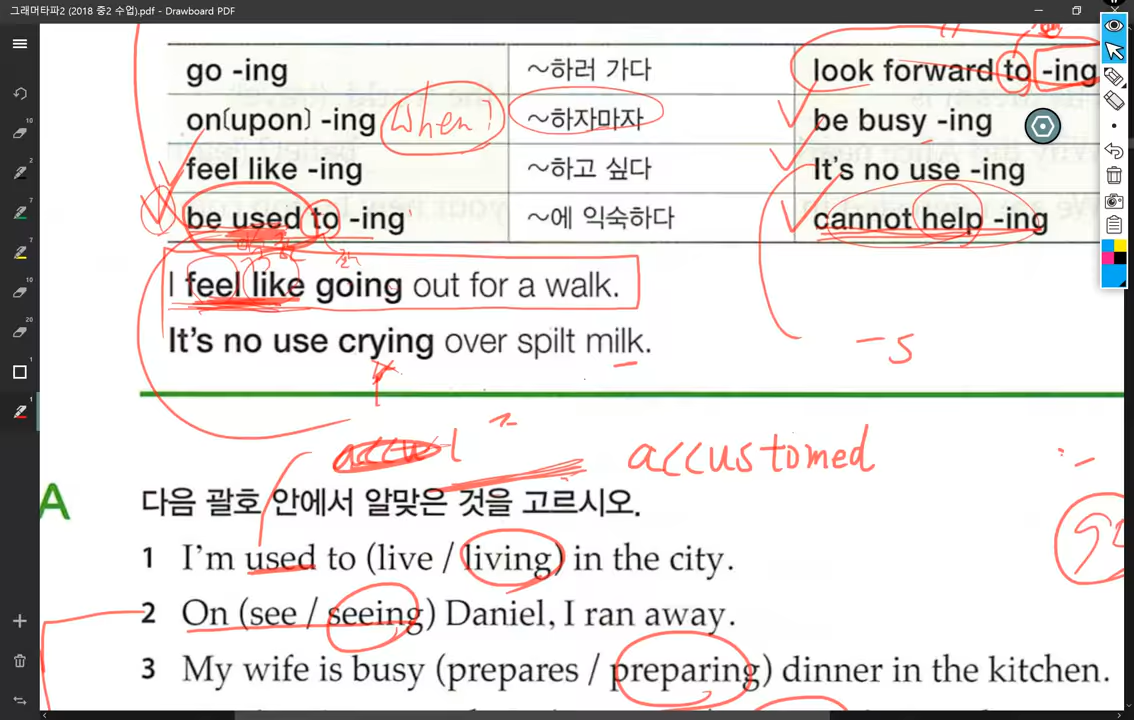 그래머타파2 (2018 중2 수업).pdf - Drawboard PDF
go -ing ~하러 가다 look forward to -ing
on(upon) -ing when? ~하자마자 be busy -ing
feel like -ing ~하고 싶다 It's no use -ing
be used to -ing ~에 익숙하다 cannot help -ing
I feel like going out for a walk.
It's no use crying over spilt milk.
-s
accustomed
A 다음 괄호 안에서 알맞은 것을 고르시오.
1 I'm used to (live / living) in the city.
2 On (see / seeing) Daniel, I ran away.
3 My wife is busy (prepares / preparing) dinner in the kitchen.